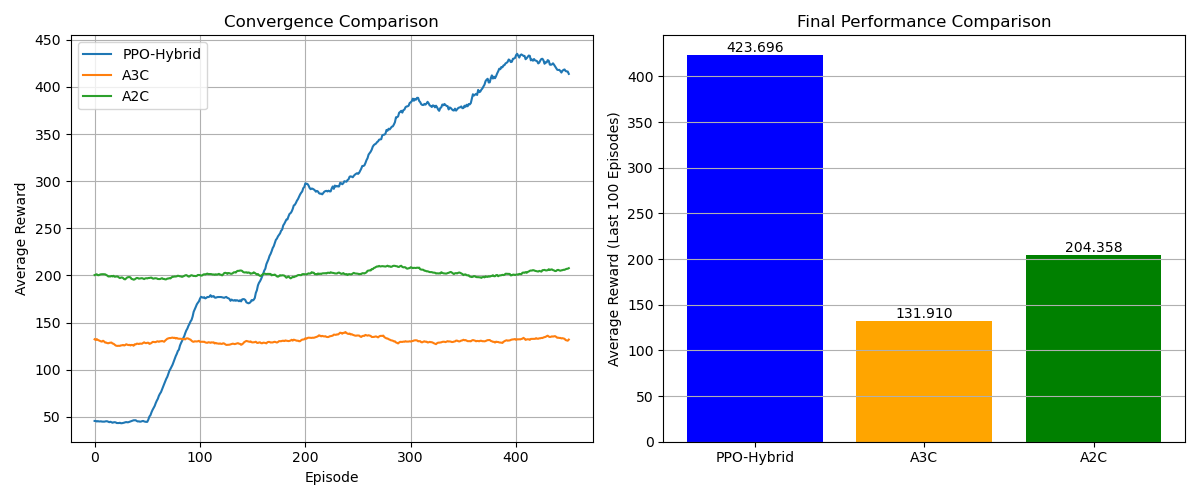 Convergence Comparison
PPO-Hybrid
A3C
A2C
450
400
350
300
250
200
150
100
50
Average Reward
0
100
200
300
400
Episode
Final Performance Comparison
423.696
131.910
204.358
400
350
300
250
200
150
100
50
0
Average Reward (Last 100 Episodes)
PPO-Hybrid
A3C
A2C